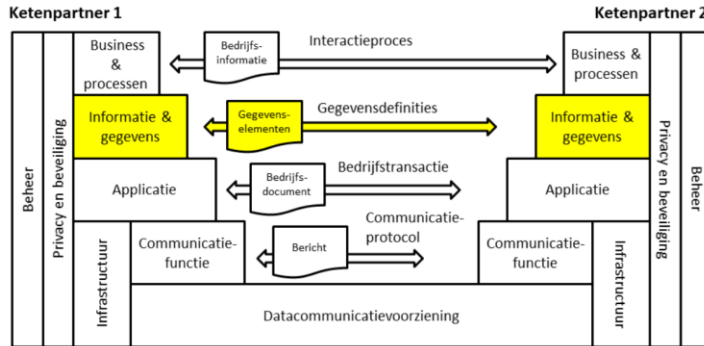 Ketenpartner 1
Ketenpartner 2
Beheer
Privacy en beveiliging
Business
&
processen
Bedrijfs-
informatie
Interactieproces
Business &
processen
Informatie &
gegevens
Gegevens-
elementen
Gegevensdefinities
Informatie &
gegevens
Applicatie
Bedrijfs-
document
Bedrijfstransactie
Applicatie
Infrastructuur
Communicatie-
functie
Bericht
Communicatie-
protocol
Communicatie-
functie
Infrastructuur
Datacommunicatievoorziening
Privacy en beveiliging
Beheer